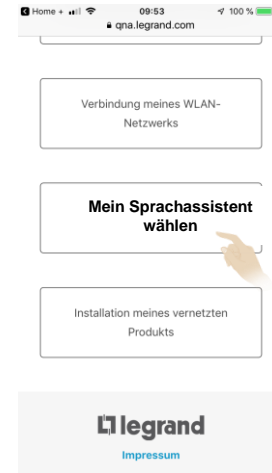 Home + 09:53 100 %
qna.legrand.com
Verbindung meines WLAN-
Netzwerks
Mein Sprachassistent
wählen
Installation meines vernetzten
Produkts
legrand
Impressum